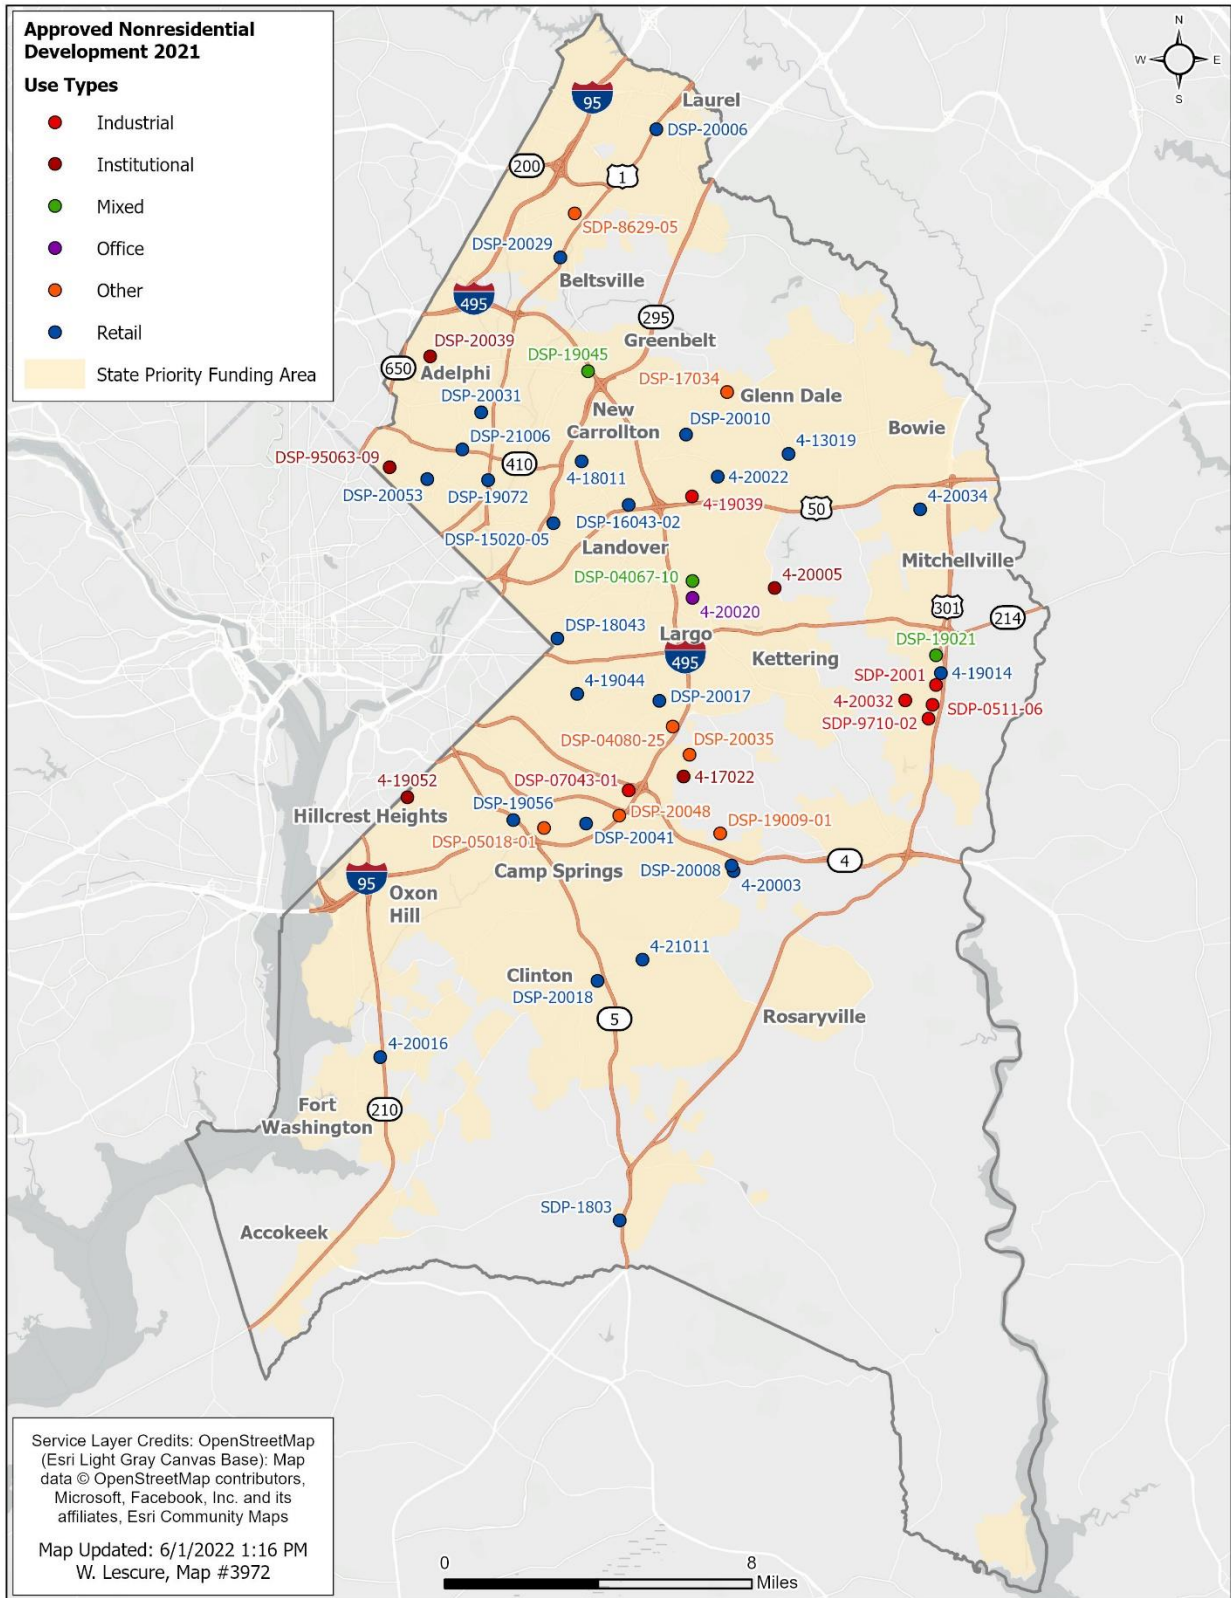 Approved Nonresidential
Development 2021
Use Types
Industrial
Institutional
Mixed
Office
Other
Retail
State Priority Funding Area
N
W
E
S
95
Laurel
DSP-20006
200
1
SDP-8629-05
DSP-20029
Beltsville
495
295
Greenbelt
DSP-20039
650
Adelphi
DSP-19045
DSP-17034
Glenn Dale
DSP-20031
New
Carrollton
DSP-20010
Bowie
DSP-21006
4-13019
DSP-95063-09
410
4-18011
4-20022
DSP-20053
DSP-19072
4-19039
4-20034
DSP-16043-02
50
DSP-15020-05
Landover
Mitchellville
DSP-04067-10
4-20005
4-20020
301
214
DSP-18043
Largo
DSP-19021
495
Kettering
SDP-2001
4-19014
4-19044
DSP-20017
4-20032
SDP-0511-06
SDP-9710-02
DSP-04080-25
DSP-20035
4-19052
DSP-07043-01
4-17022
Hillcrest Heights
DSP-19056
DSP-20048
DSP-19009-01
DSP-05018-01
DSP-20041
4
Camp Springs
DSP-20008
4-20003
95
Oxon
Hill
4-21011
Clinton
DSP-20018
5
Rosaryville
4-20016
Fort
Washington
210
SDP-1803
Accokeek
Service Layer Credits: OpenStreetMap
(Esri Light Gray Canvas Base): Map
data © OpenStreetMap contributors,
Microsoft, Facebook, Inc. and its
affiliates, Esri Community Maps
Map Updated: 6/1/2022 1:16 PM
W. Lescure, Map #3972
0
8
Miles